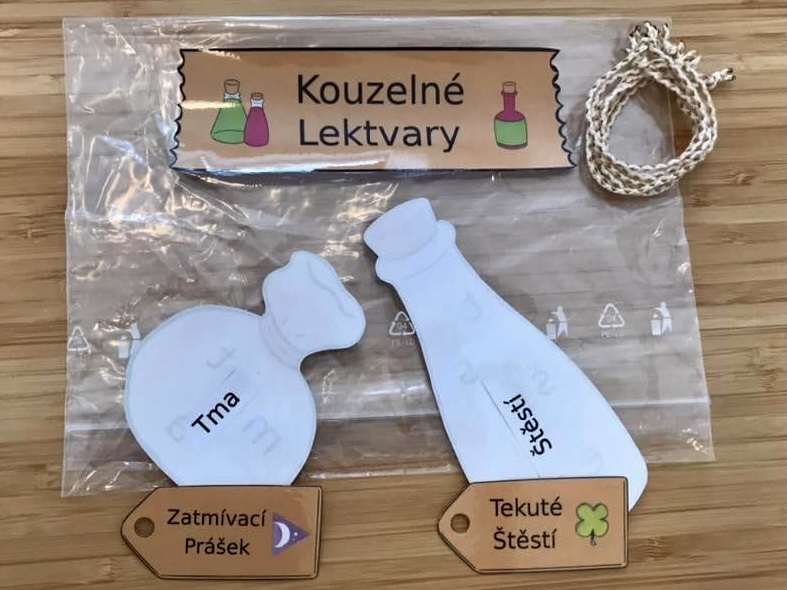 Kouzelné
Lektvary
Tma
Štěstí
Zatmívací
Prášek
Tekuté
Štěstí